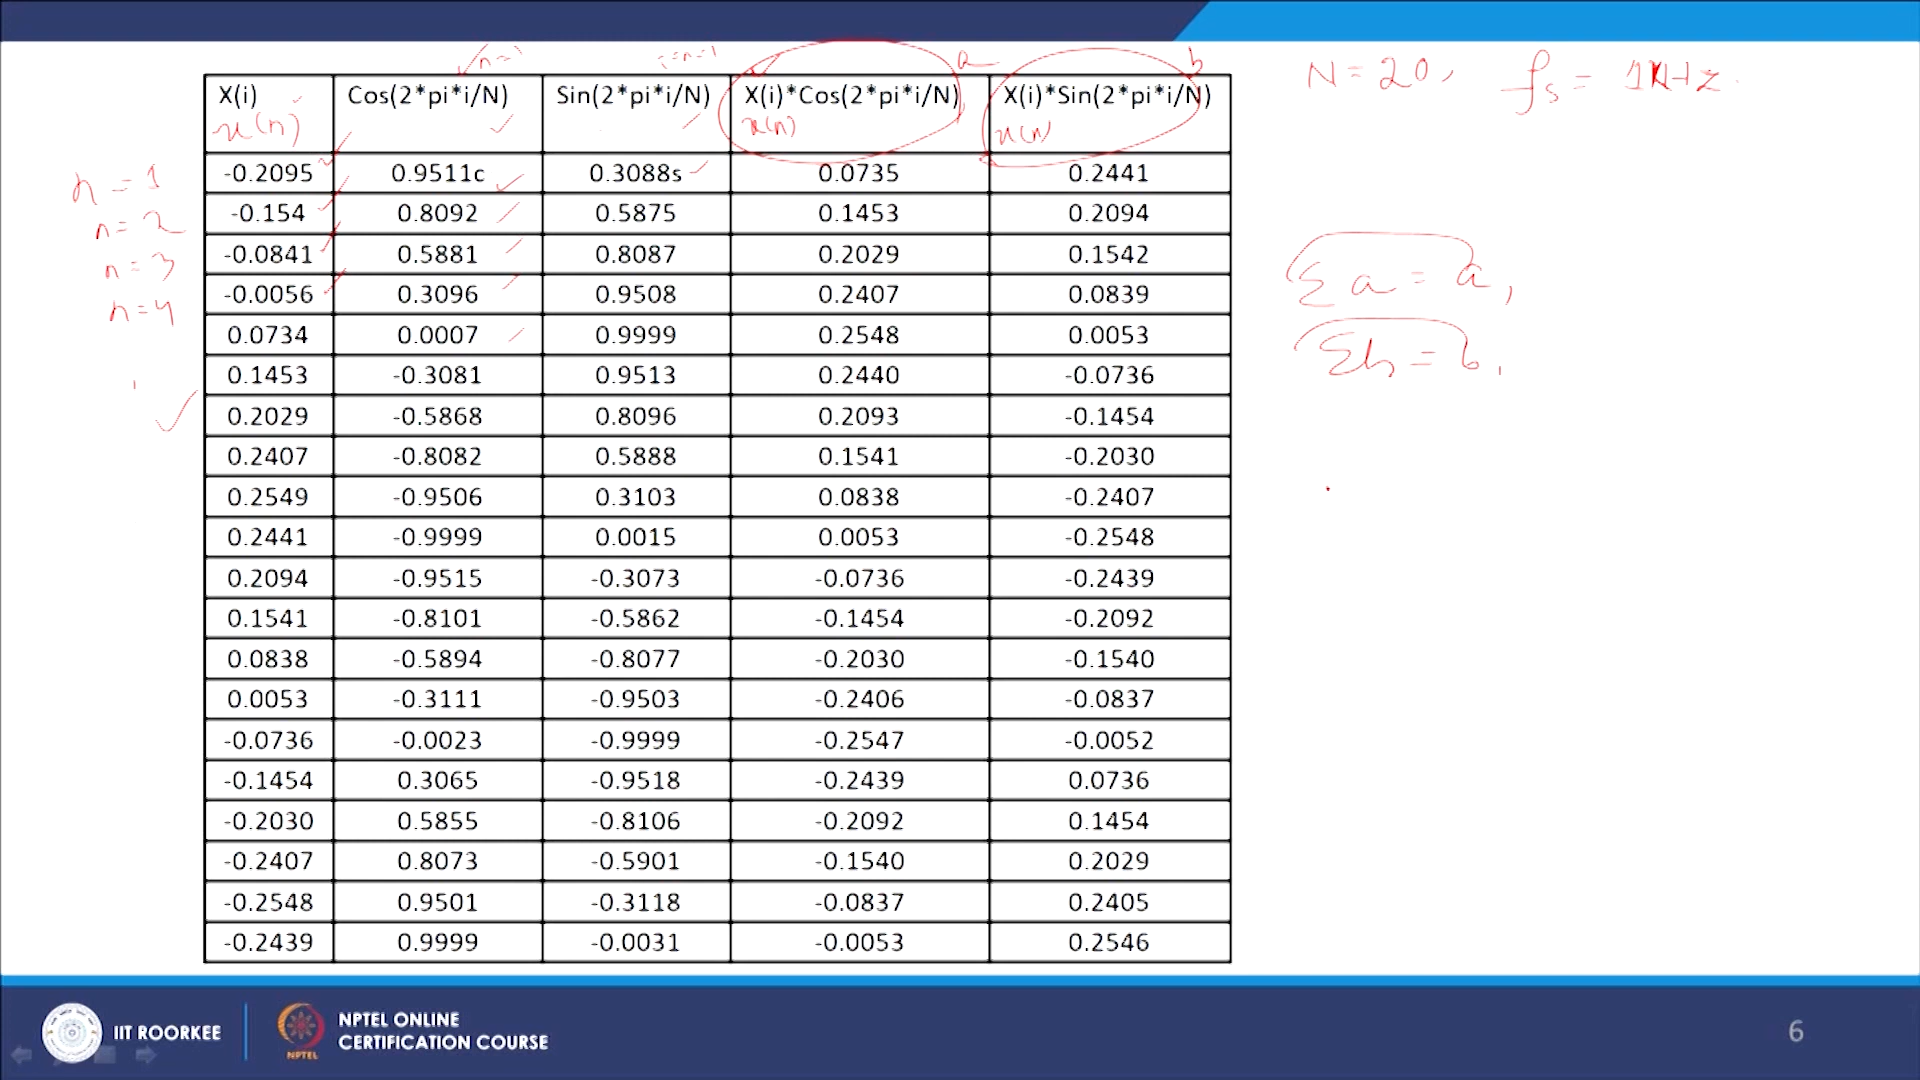 N = 20, fs = 1KHz.
X(i) Cos(2*pi*i/N) Sin(2*pi*i/N) X(i)*Cos(2*pi*i/N) X(i)*Sin(2*pi*i/N)
x(n) x(n) x(n)
a b
n = 1 -0.2095 0.9511c 0.3088s 0.0735 0.2441
n = 2 -0.154 0.8092 0.5875 0.1453 0.2094
n = 3 -0.0841 0.5881 0.8087 0.2029 0.1542
n = 4 -0.0056 0.3096 0.9508 0.2407 0.0839
0.0734 0.0007 0.9999 0.2548 0.0053
0.1453 -0.3081 0.9513 0.2440 -0.0736
0.2029 -0.5868 0.8096 0.2093 -0.1454
0.2407 -0.8082 0.5888 0.1541 -0.2030
0.2549 -0.9506 0.3103 0.0838 -0.2407
0.2441 -0.9999 0.0015 0.0053 -0.2548
0.2094 -0.9515 -0.3073 -0.0736 -0.2439
0.1541 -0.8101 -0.5862 -0.1454 -0.2092
0.0838 -0.5894 -0.8077 -0.2030 -0.1540
0.0053 -0.3111 -0.9503 -0.2406 -0.0837
-0.0736 -0.0023 -0.9999 -0.2547 -0.0052
-0.1454 0.3065 -0.9518 -0.2439 0.0736
-0.2030 0.5855 -0.8106 -0.2092 0.1454
-0.2407 0.8073 -0.5901 -0.1540 0.2029
-0.2548 0.9501 -0.3118 -0.0837 0.2405
-0.2439 0.9999 -0.0031 -0.0053 0.2546
Σa = a,
Σb = b,
IIT ROORKEE
NPTEL
NPTEL ONLINE
CERTIFICATION COURSE
6